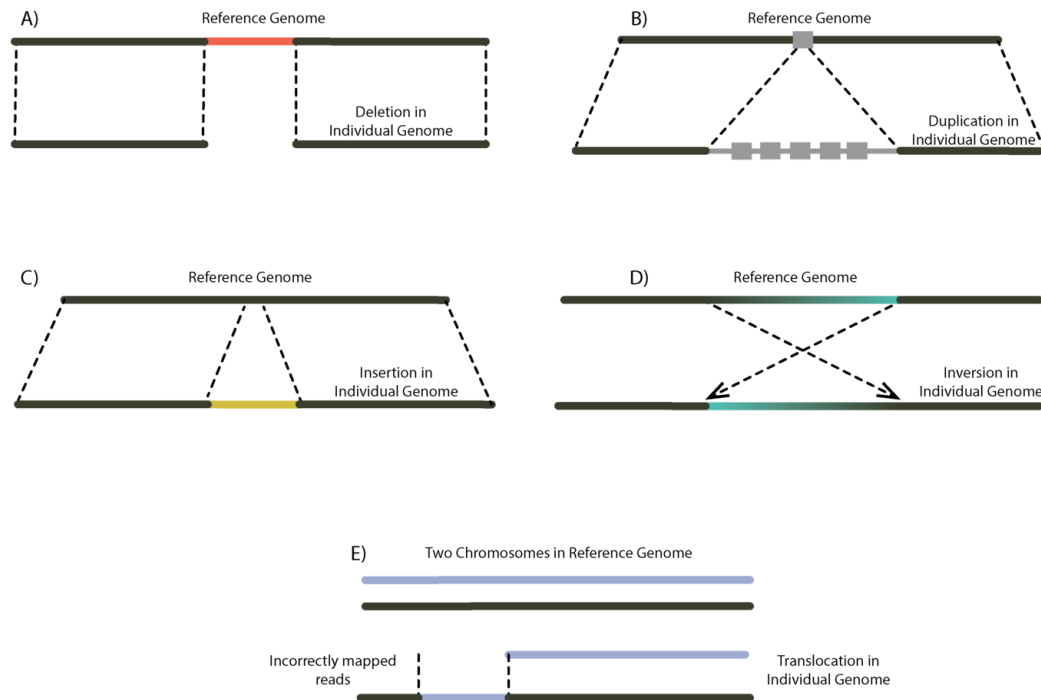 A)
Reference Genome
Deletion in
Individual Genome
B)
Reference Genome
Duplication in
Individual Genome
C)
Reference Genome
Insertion in
Individual Genome
D)
Reference Genome
Inversion in
Individual Genome
E)
Two Chromosomes in Reference Genome
Incorrectly mapped
reads
Translocation in
Individual Genome